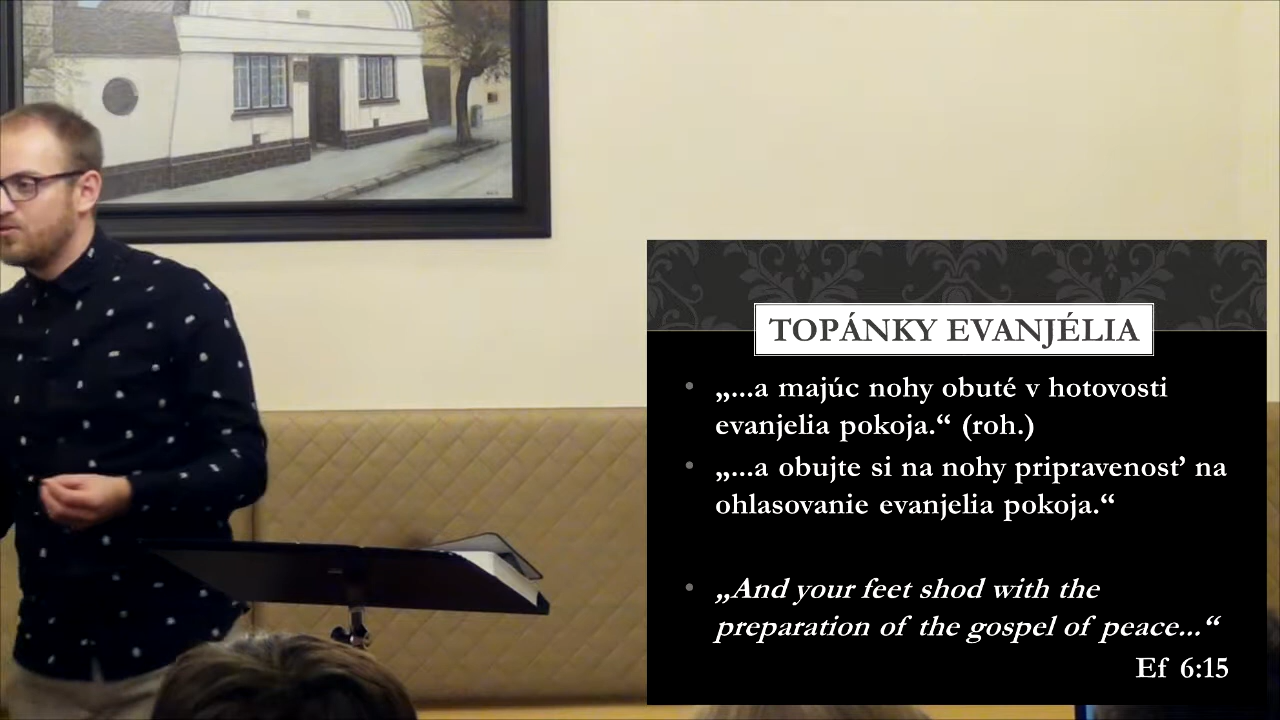 TOPÁNKY EVANJÉLIA
• „...a majúc nohy obuté v hotovosti
evanjelia pokoja.“ (roh.)
• „...a obujte si na nohy pripravenosť na
ohlasovanie evanjelia pokoja.“
• „And your feet shod with the
preparation of the gospel of peace...“
Ef 6:15